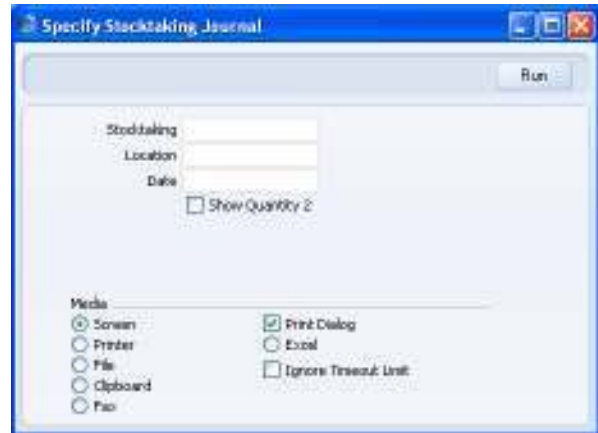 Specify Stocktaking Journal
Run
Stocktaking
Location
Date
Show Quantity 2
Media
Screen
Print Dialog
Printer
Excel
File
Ignore Timeout Limit
Clipboard
Fax